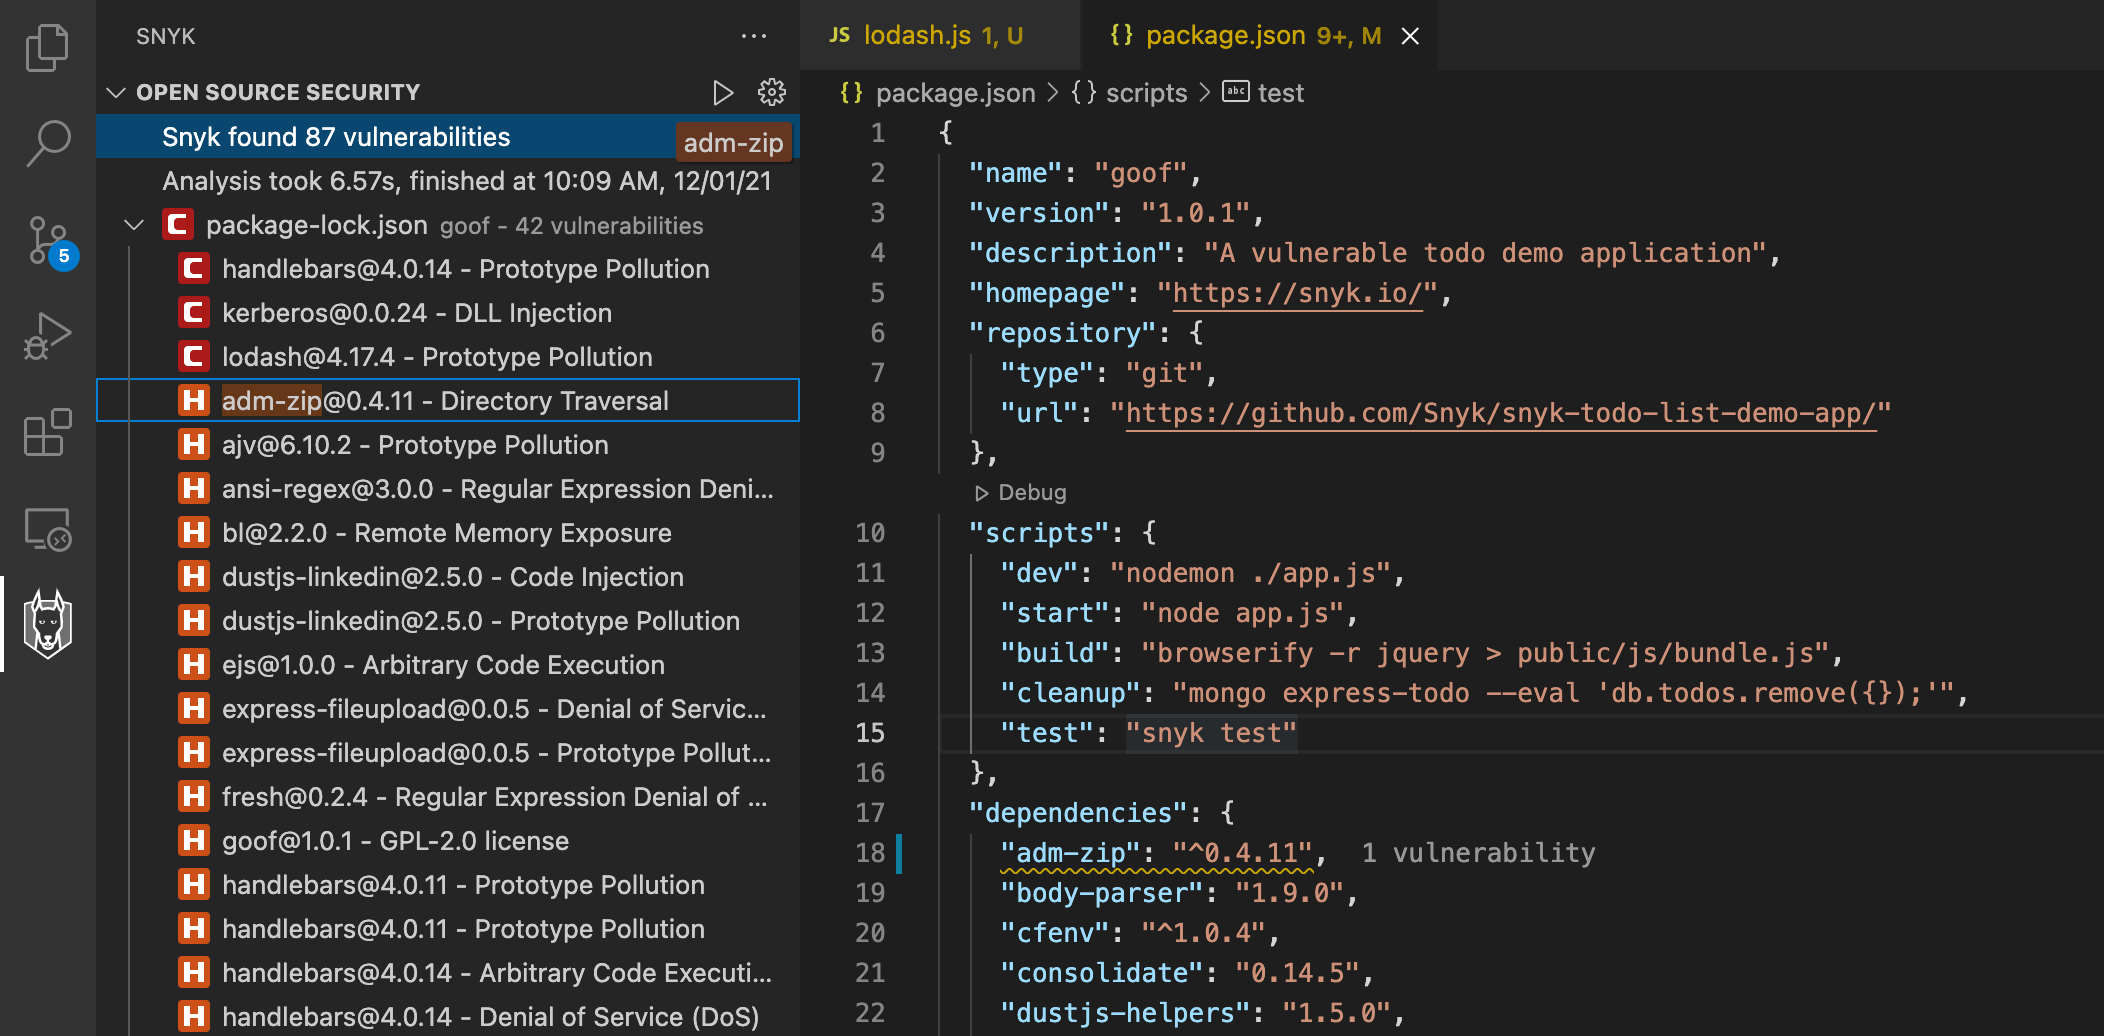 SNYK
OPEN SOURCE SECURITY
Snyk found 87 vulnerabilities
adm-zip
Analysis took 6.57s, finished at 10:09 AM, 12/01/21
C package-lock.json goof - 42 vulnerabilities
C handlebars@4.0.14 - Prototype Pollution
C kerberos@0.0.24 - DLL Injection
C lodash@4.17.4 - Prototype Pollution
H adm-zip@0.4.11 - Directory Traversal
H ajv@6.10.2 - Prototype Pollution
H ansi-regex@3.0.0 - Regular Expression Deni...
H bl@2.2.0 - Remote Memory Exposure
H dustjs-linkedin@2.5.0 - Code Injection
H dustjs-linkedin@2.5.0 - Prototype Pollution
H ejs@1.0.0 - Arbitrary Code Execution
H express-fileupload@0.0.5 - Denial of Servic...
H express-fileupload@0.0.5 - Prototype Pollut...
H fresh@0.2.4 - Regular Expression Denial of ...
H goof@1.0.1 - GPL-2.0 license
H handlebars@4.0.11 - Prototype Pollution
H handlebars@4.0.11 - Prototype Pollution
H handlebars@4.0.14 - Arbitrary Code Executi...
H handlebars@4.0.14 - Denial of Service (DoS)
5
JS lodash.js 1, U
{} package.json 9+, M
{} package.json > {} scripts > abc test
1 {
2 "name": "goof",
3 "version": "1.0.1",
4 "description": "A vulnerable todo demo application",
5 "homepage": "https://snyk.io/",
6 "repository": {
7 "type": "git",
8 "url": "https://github.com/Snyk/snyk-todo-list-demo-app/"
9 },
Debug
10 "scripts": {
11 "dev": "nodemon ./app.js",
12 "start": "node app.js",
13 "build": "browserify -r jquery > public/js/bundle.js",
14 "cleanup": "mongo express-todo --eval 'db.todos.remove({});'",
15 "test": "snyk test"
16 },
17 "dependencies": {
18 "adm-zip": "^0.4.11", 1 vulnerability
19 "body-parser": "1.9.0",
20 "cfenv": "^1.0.4",
21 "consolidate": "0.14.5",
22 "dustjs-helpers": "1.5.0",